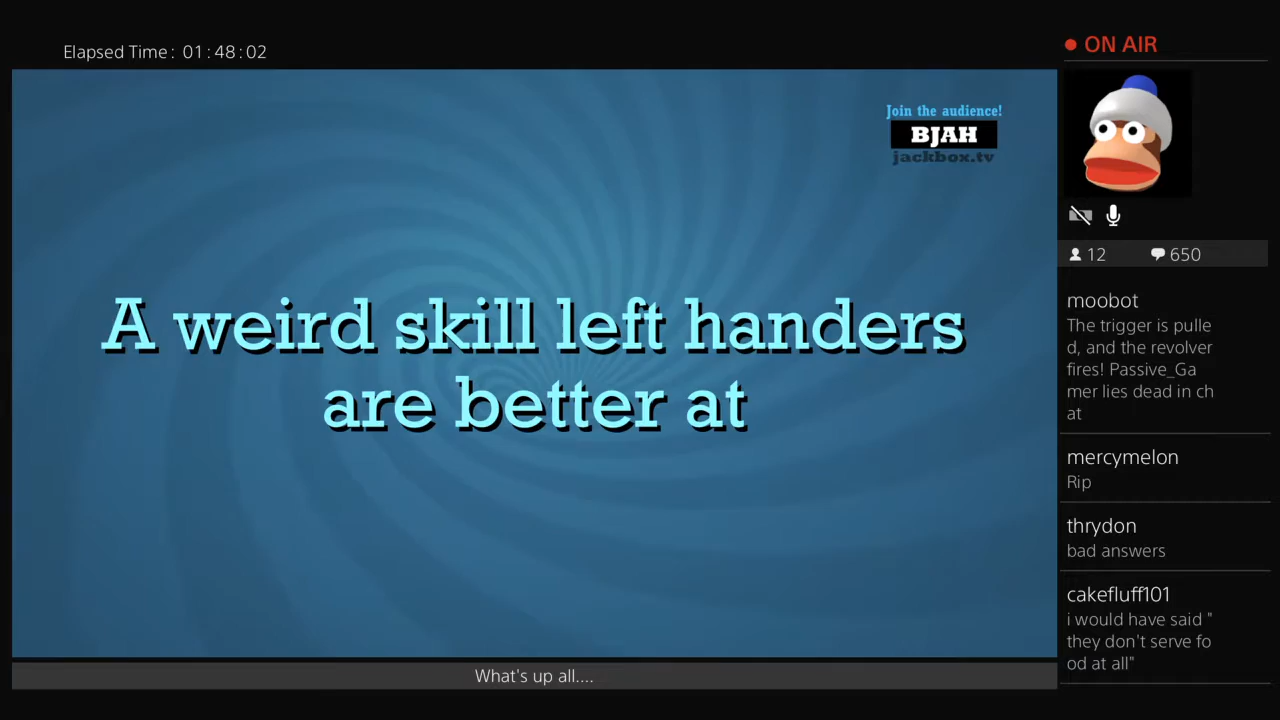 Elapsed Time: 01:48:02
ON AIR
Join the audience!
BJAH
jackbox.tv
A weird skill left handers
are better at
What's up all....
12 650
moobot
The trigger is pulle
d, and the revolver
fires! Passive_Ga
mer lies dead in ch
at
mercymelon
Rip
thrydon
bad answers
cakefluff101
i would have said "
they don't serve fo
od at all"